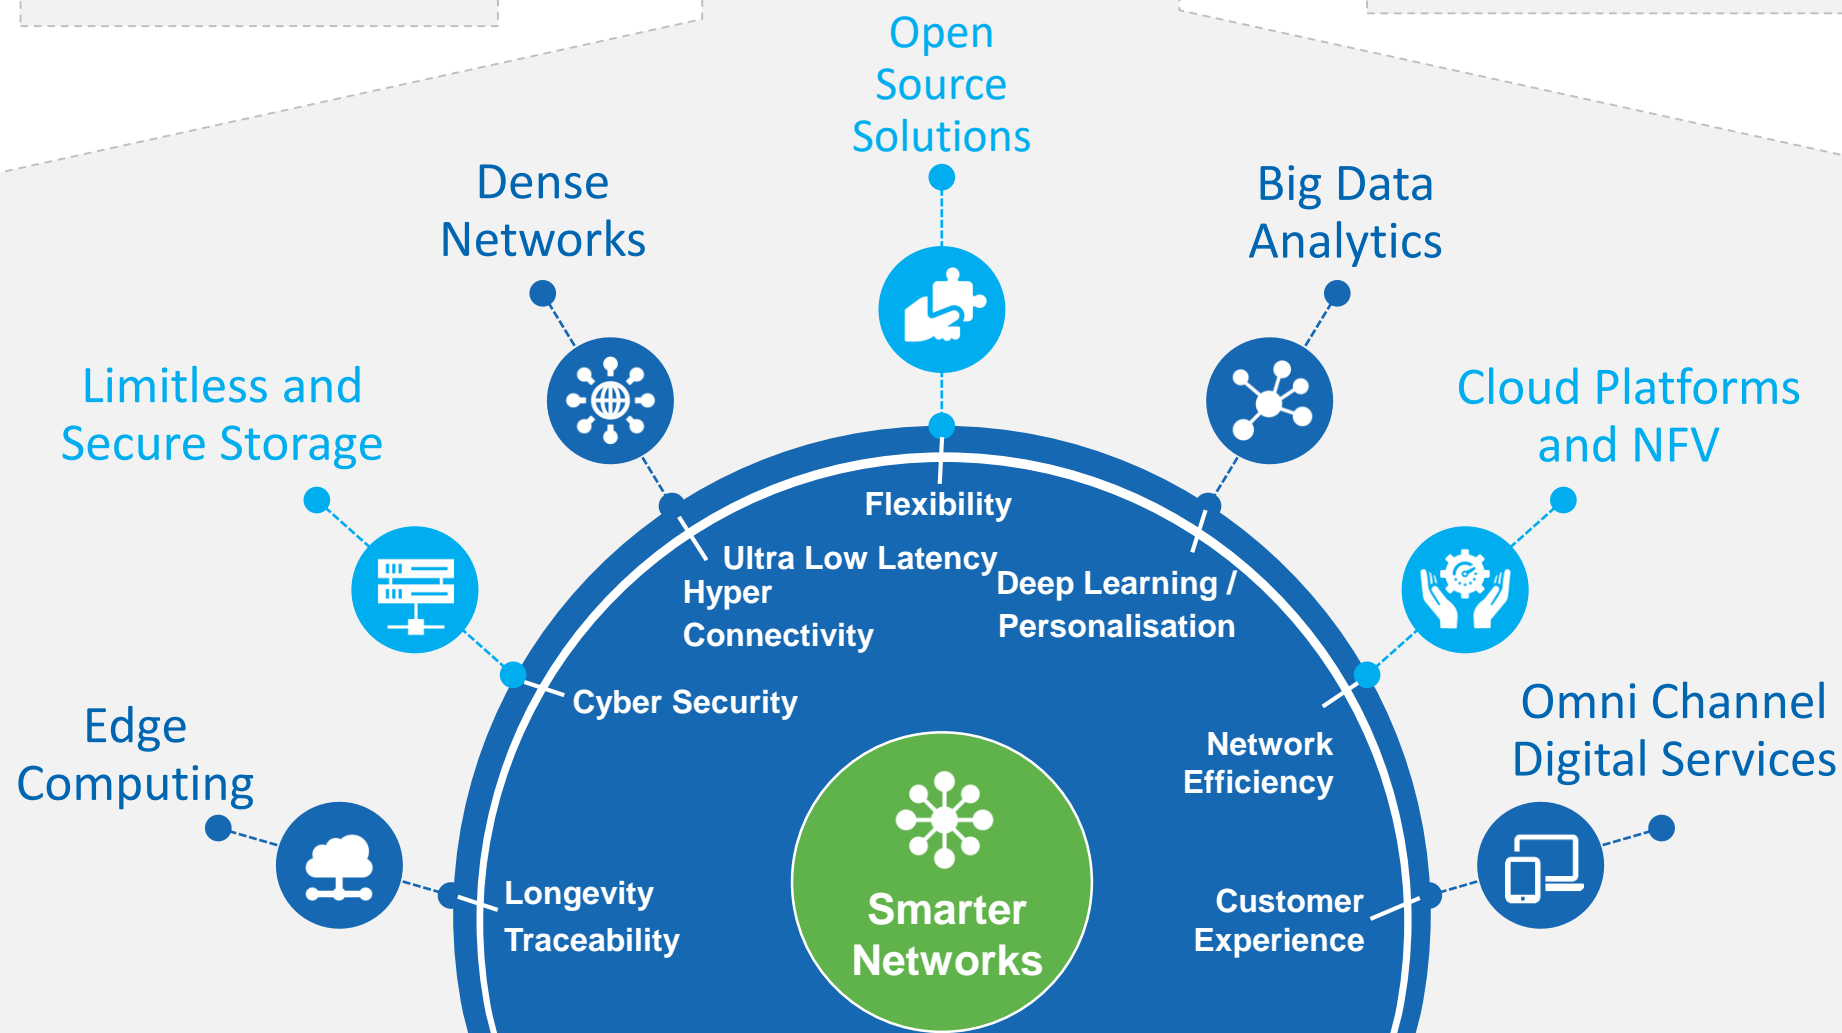 Open
Source
Solutions
Dense
Networks
Big Data
Analytics
Limitless and
Secure Storage
Cloud Platforms
and NFV
Edge
Computing
Omni Channel
Digital Services
Flexibility
Ultra Low Latency
Hyper
Connectivity
Deep Learning /
Personalisation
Cyber Security
Network
Efficiency
Longevity
Traceability
Customer
Experience
Smarter
Networks